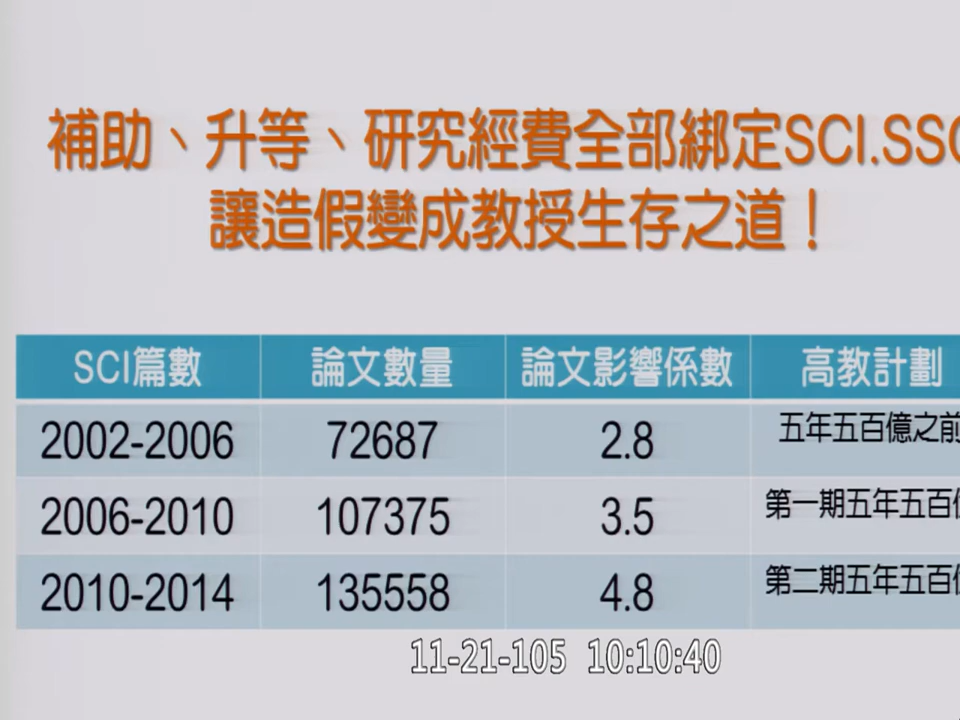 補助、升等、研究經費全部綁定SCI.SSC
讓造假變成教授生存之道！
SCI篇數 論文數量 論文影響係數 高教計劃
2002-2006 72687 2.8 五年五百億之前
2006-2010 107375 3.5 第一期五年五百億
2010-2014 135558 4.8 第二期五年五百億
11-21-105 10:10:40